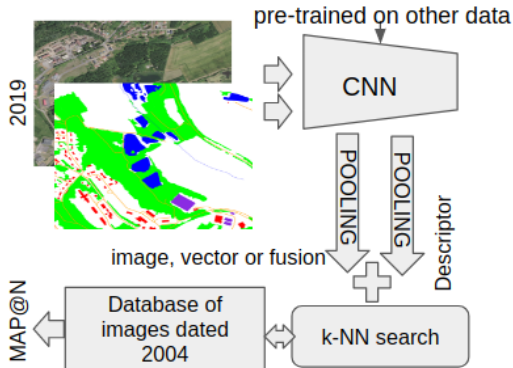 pre-trained on other data
2019
CNN
POOLING
POOLING
Descriptor
image, vector or fusion
MAP@N
Database of
images dated
2004
k-NN search